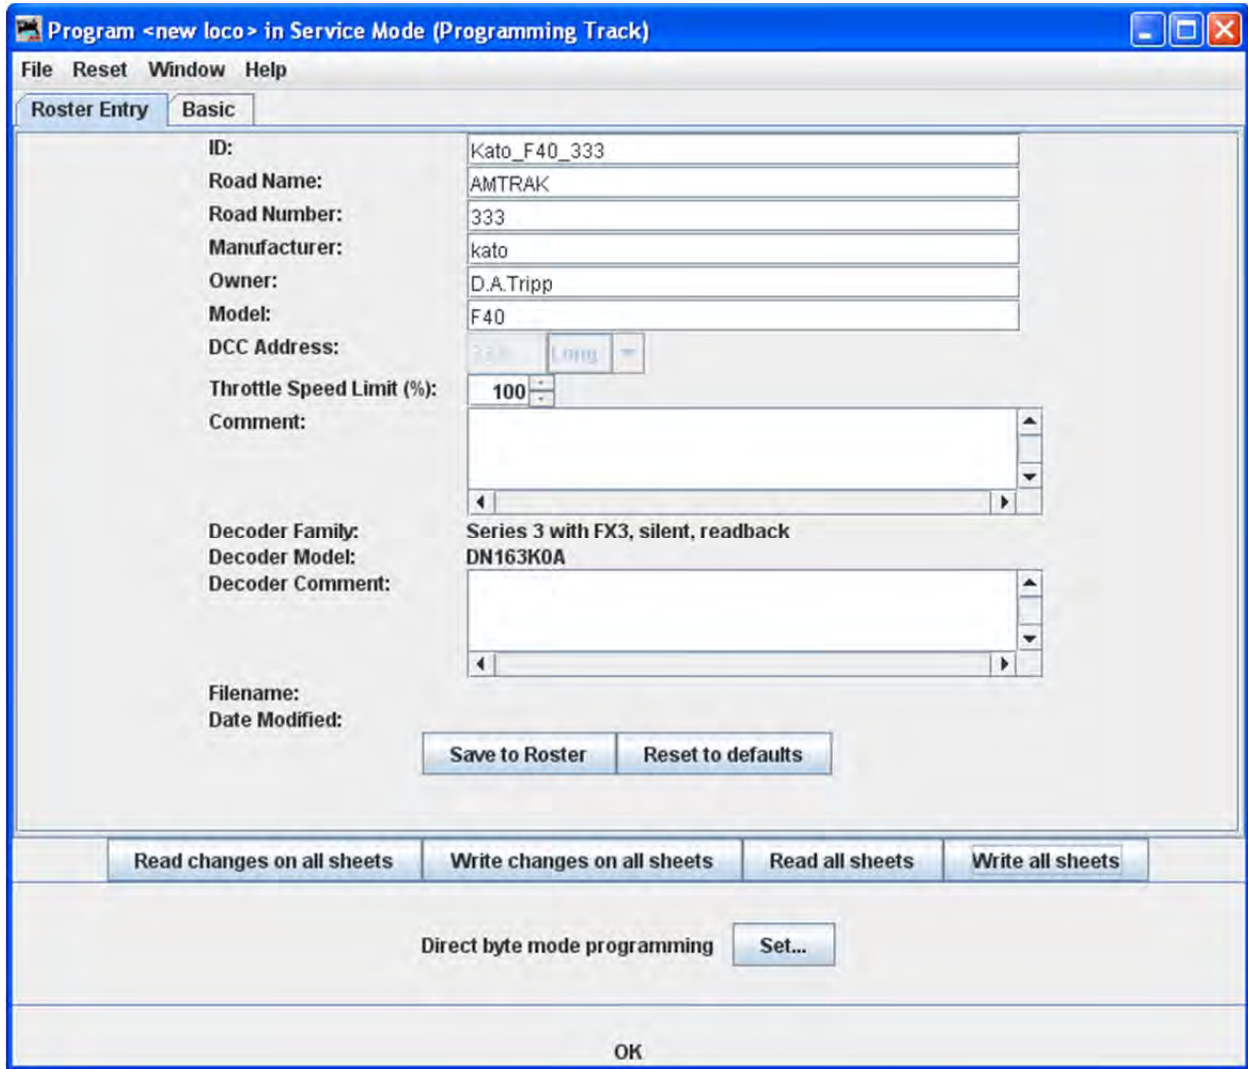 Program <new loco> in Service Mode (Programming Track)
File Reset Window Help
Roster Entry Basic
ID: Kato_F40_333
Road Name: AMTRAK
Road Number: 333
Manufacturer: kato
Owner: D.A.Tripp
Model: F40
DCC Address: 333 Long
Throttle Speed Limit (%): 100
Comment:
Decoder Family: Series 3 with FX3, silent, readback
Decoder Model: DN163K0A
Decoder Comment:
Filename:
Date Modified:
Save to Roster Reset to defaults
Read changes on all sheets Write changes on all sheets Read all sheets Write all sheets
Direct byte mode programming Set...
OK